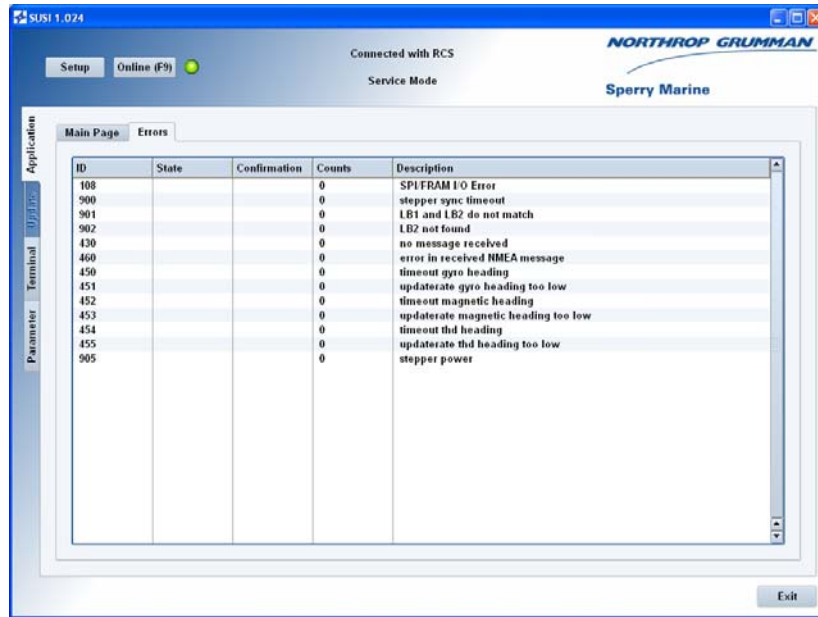 SUSI 1.024
Setup
Online (F9)
Connected with RCS
Service Mode
NORTHROP GRUMMAN
Sperry Marine
Application
Update
Terminal
Parameter
Main Page
Errors
ID State Confirmation Counts Description
108 0 SPI/FRAM I/O Error
900 0 stepper sync timeout
901 0 LB1 and LB2 do not match
902 0 LB2 not found
430 0 no message received
460 0 error in received NMEA message
450 0 timeout gyro heading
451 0 updaterate gyro heading too low
452 0 timeout magnetic heading
453 0 updaterate magnetic heading too low
454 0 timeout thd heading
455 0 updaterate thd heading too low
905 0 stepper power
Exit